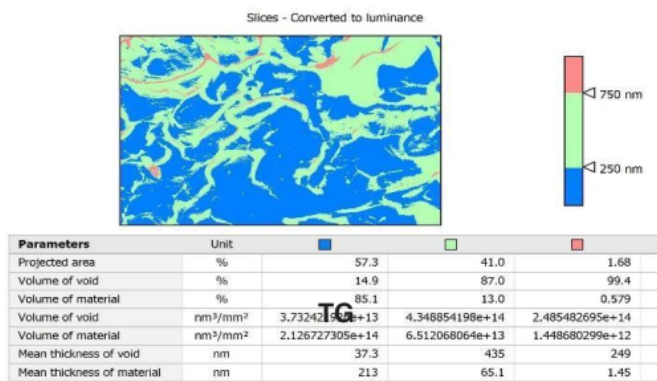 Slices - Converted to luminance
750 nm
250 nm
Parameters Unit
Projected area % 57.3 41.0 1.68
Volume of void % 14.9 87.0 99.4
Volume of material % 85.1 13.0 0.579
TG
Volume of void nm³/mm² 4.348854198e+14 2.485482695e+14
Volume of material nm³/mm² 2.126727305e+14 6.512068064e+13 1.448680299e+12
Mean thickness of void nm 37.3 435 249
Mean thickness of material nm 213 65.1 1.45